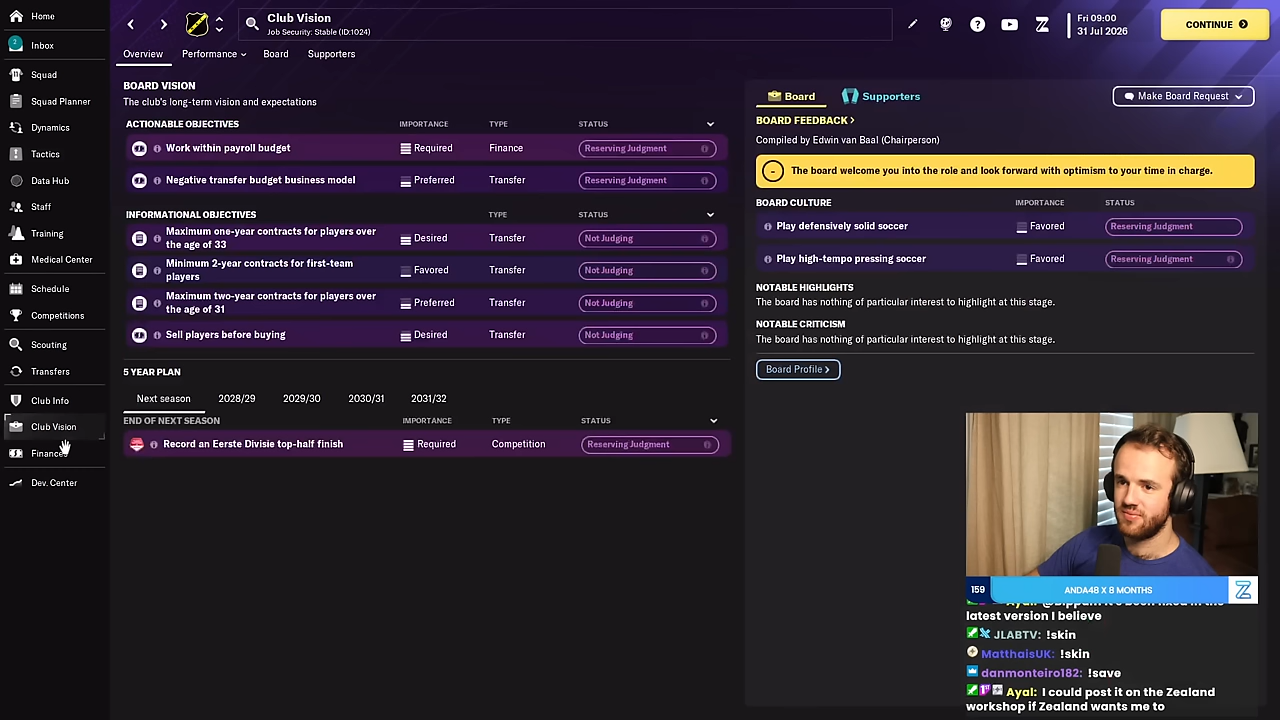 Home
Inbox
2
Squad
Squad Planner
Dynamics
Tactics
Data Hub
Staff
Training
Medical Center
Schedule
Competitions
Scouting
Transfers
Club Info
Club Vision
Finances
Dev. Center
Club Vision
Job Security: Stable (ID:1024)
Fri 09:00
31 Jul 2026
CONTINUE
Overview
Performance
Board
Supporters
BOARD VISION
The club's long-term vision and expectations
ACTIONABLE OBJECTIVES IMPORTANCE TYPE STATUS
Work within payroll budget Required Finance Reserving Judgment
Negative transfer budget business model Preferred Transfer Reserving Judgment
INFORMATIONAL OBJECTIVES TYPE STATUS
Maximum one-year contracts for players over
the age of 33 Desired Transfer Not Judging
Minimum 2-year contracts for first-team
players Favored Transfer Not Judging
Maximum two-year contracts for players over
the age of 31 Preferred Transfer Not Judging
Sell players before buying Desired Transfer Not Judging
5 YEAR PLAN
Next season 2028/29 2029/30 2030/31 2031/32
END OF NEXT SEASON IMPORTANCE TYPE STATUS
Record an Eerste Divisie top-half finish Required Competition Reserving Judgment
Board
Supporters
Make Board Request
BOARD FEEDBACK >
Compiled by Edwin van Baal (Chairperson)
The board welcome you into the role and look forward with optimism to your time in charge.
BOARD CULTURE IMPORTANCE STATUS
Play defensively solid soccer Favored Reserving Judgment
Play high-tempo pressing soccer Favored Reserving Judgment
NOTABLE HIGHLIGHTS
The board has nothing of particular interest to highlight at this stage.
NOTABLE CRITICISM
The board has nothing of particular interest to highlight at this stage.
Board Profile >
159
ANDA48 X 8 MONTHS
Z
latest version I believe
JLABTV: !skin
MatthaisUK: !skin
danmonteiro182: !save
Ayal: I could post it on the Zealand
workshop if Zealand wants me to